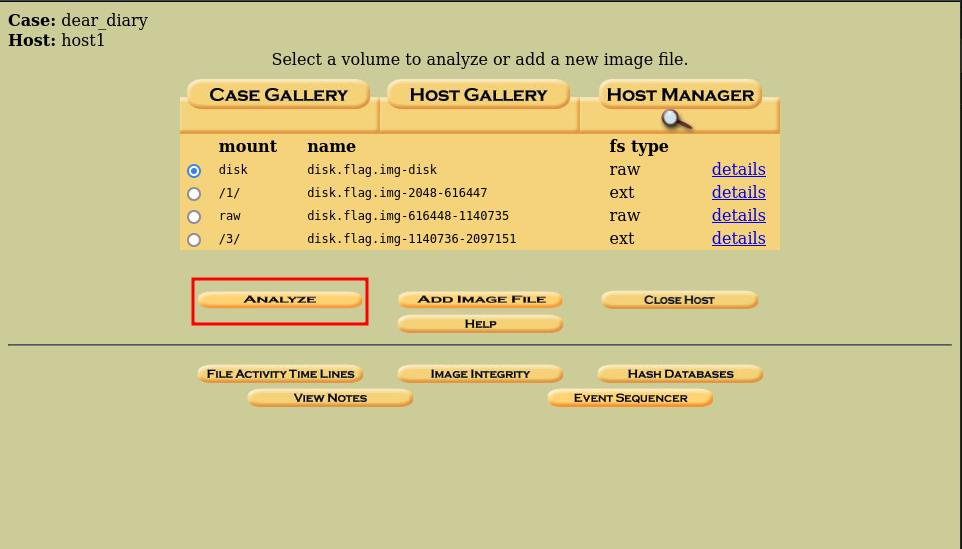 Case: dear_diary
Host: host1
Select a volume to analyze or add a new image file.
CASE GALLERY HOST GALLERY HOST MANAGER
mount name fs type
disk disk.flag.img-disk raw details
/1/ disk.flag.img-2048-616447 ext details
raw disk.flag.img-616448-1140735 raw details
/3/ disk.flag.img-1140736-2097151 ext details
ANALYZE ADD IMAGE FILE CLOSE HOST
HELP
FILE ACTIVITY TIME LINES IMAGE INTEGRITY HASH DATABASES
VIEW NOTES EVENT SEQUENCER